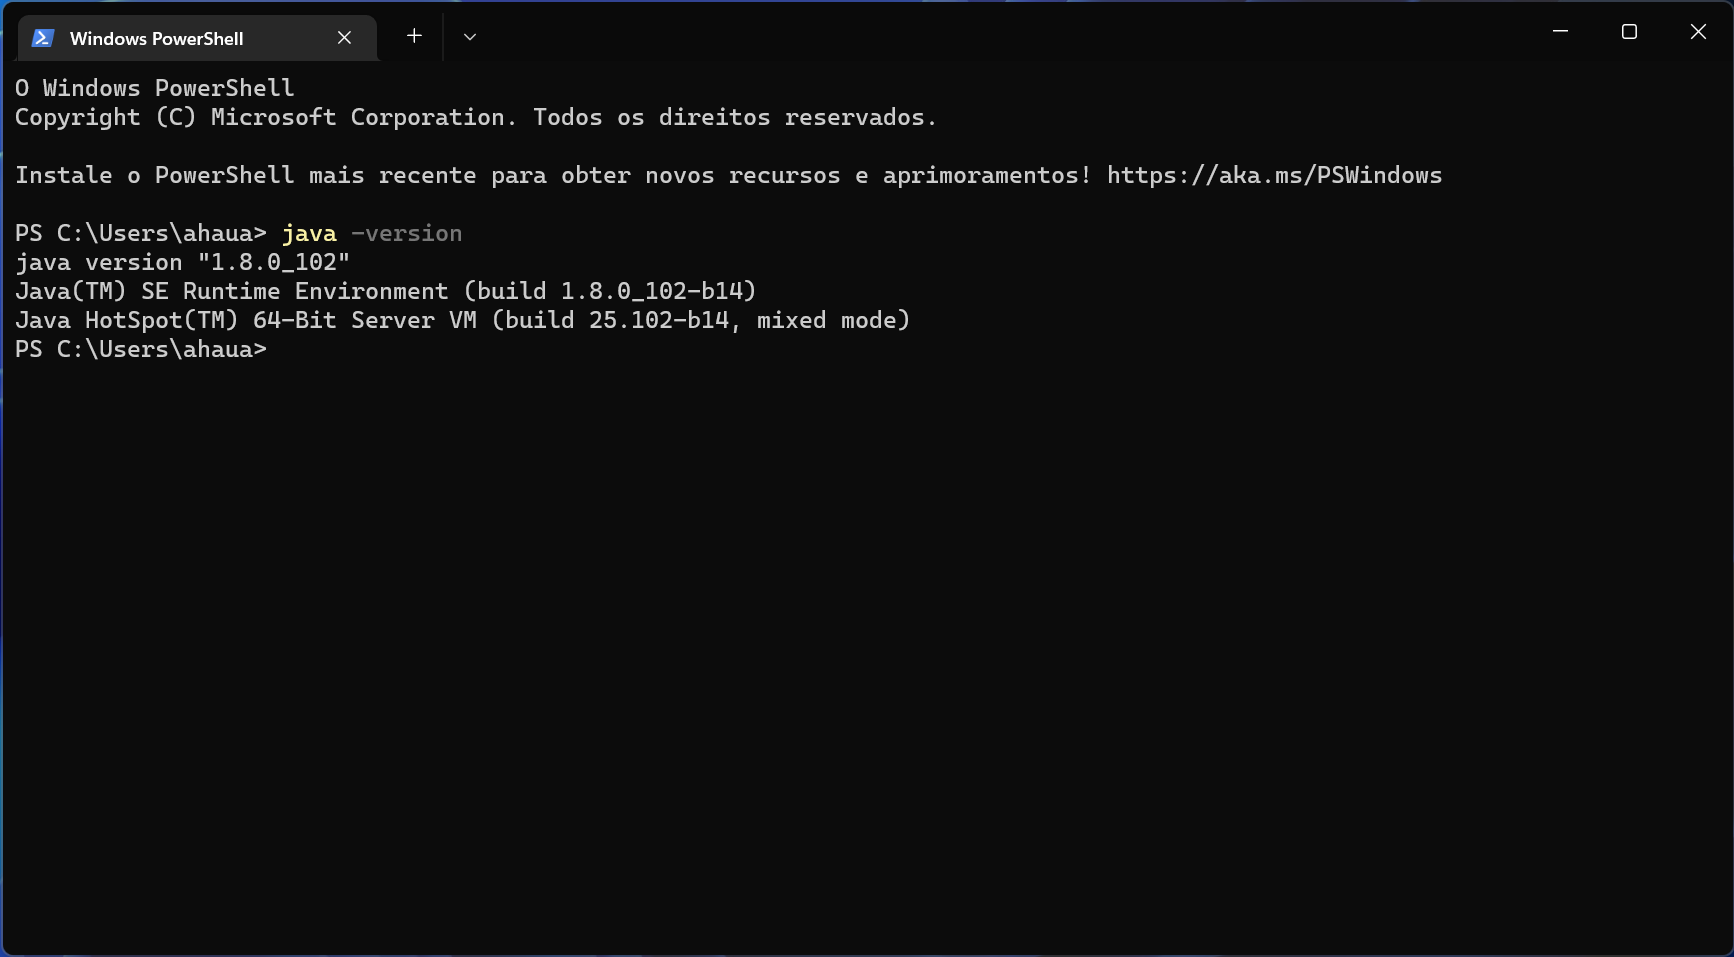 Windows PowerShell
O Windows PowerShell
Copyright (C) Microsoft Corporation. Todos os direitos reservados.
Instale o PowerShell mais recente para obter novos recursos e aprimoramentos! https://aka.ms/PSWindows
PS C:\Users\ahaua> java -version
java version "1.8.0_102"
Java(TM) SE Runtime Environment (build 1.8.0_102-b14)
Java HotSpot(TM) 64-Bit Server VM (build 25.102-b14, mixed mode)
PS C:\Users\ahaua>